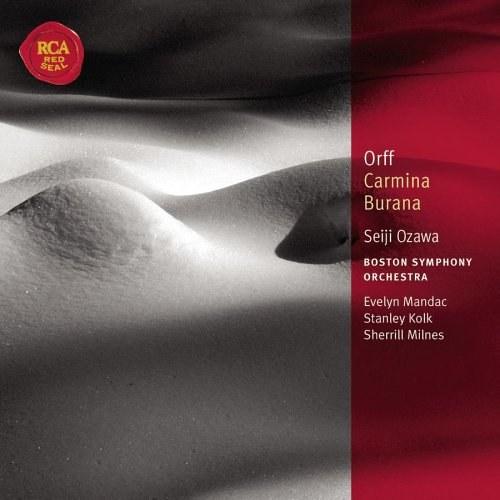 RCA
RED
SEAL
Orff
Carmina
Burana
Seiji Ozawa
BOSTON SYMPHONY
ORCHESTRA
Evelyn Mandac
Stanley Kolk
Sherrill Milnes